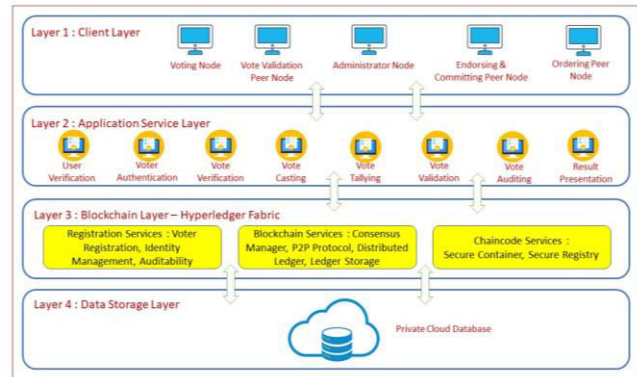 Layer 1 : Client Layer
Voting Node
Vote Validation
Peer Node
Administrator Node
Endorsing &
Committing Peer Node
Ordering Peer
Node
Layer 2 : Application Service Layer
User
Verification
Voter
Authentication
Vote
Verification
Vote
Casting
Vote
Tallying
Vote
Validation
Vote
Auditing
Result
Presentation
Layer 3 : Blockchain Layer – Hyperledger Fabric
Registration Services : Voter
Registration, Identity
Management, Auditability
Blockchain Services : Consensus
Manager, P2P Protocol, Distributed
Ledger, Ledger Storage
Chaincode Services :
Secure Container, Secure Registry
Layer 4 : Data Storage Layer
Private Cloud Database